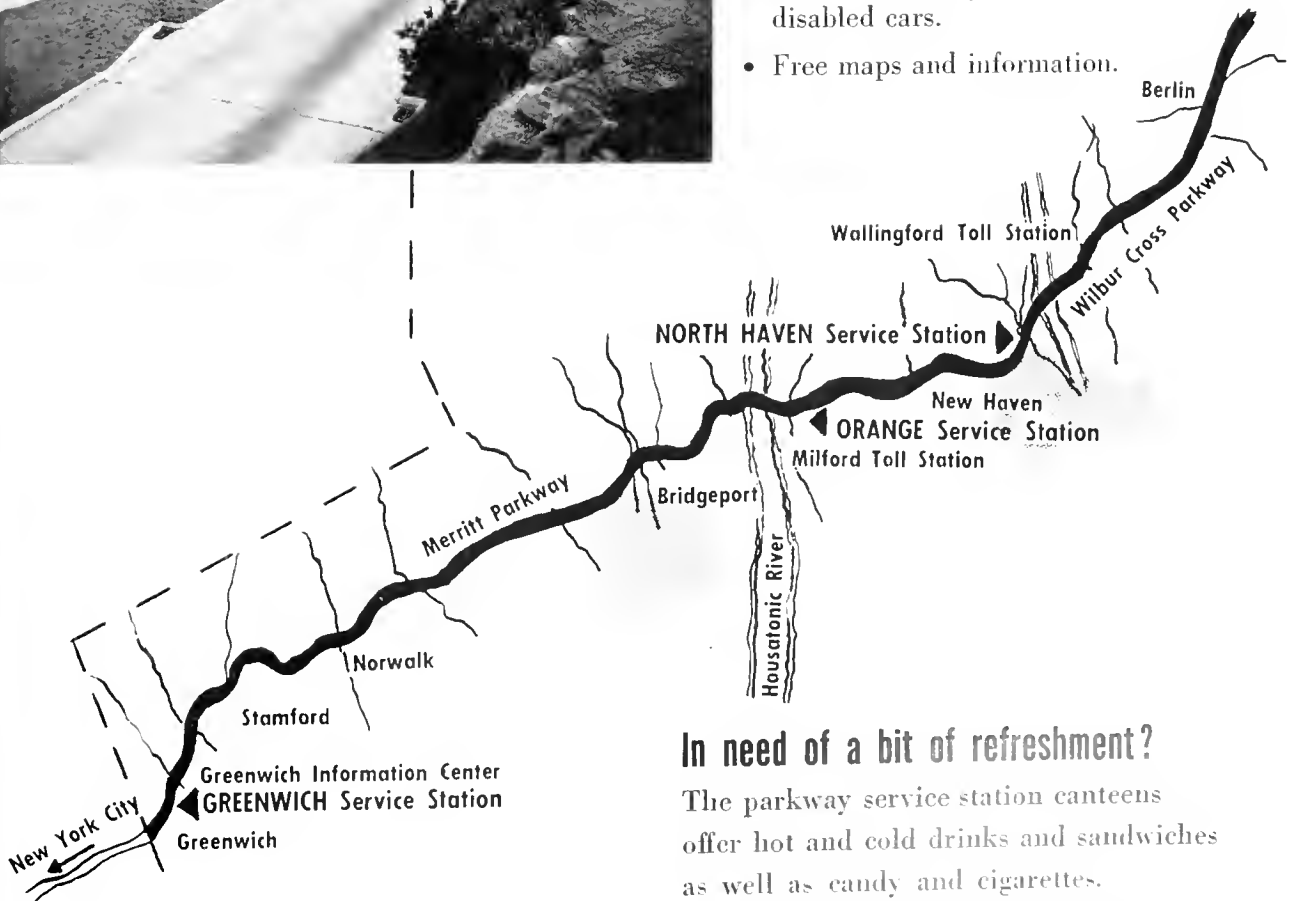 disabled cars.
• Free maps and information.
Berlin
Wilbur Cross Parkway
Wallingford Toll Station
NORTH HAVEN Service Station
New Haven
ORANGE Service Station
Milford Toll Station
Bridgeport
Merritt Parkway
Housatonic River
Norwalk
Stamford
Greenwich Information Center
GREENWICH Service Station
Greenwich
New York City
In need of a bit of refreshment?
The parkway service station canteens
offer hot and cold drinks and sandwiches
as well as candy and cigarettes.